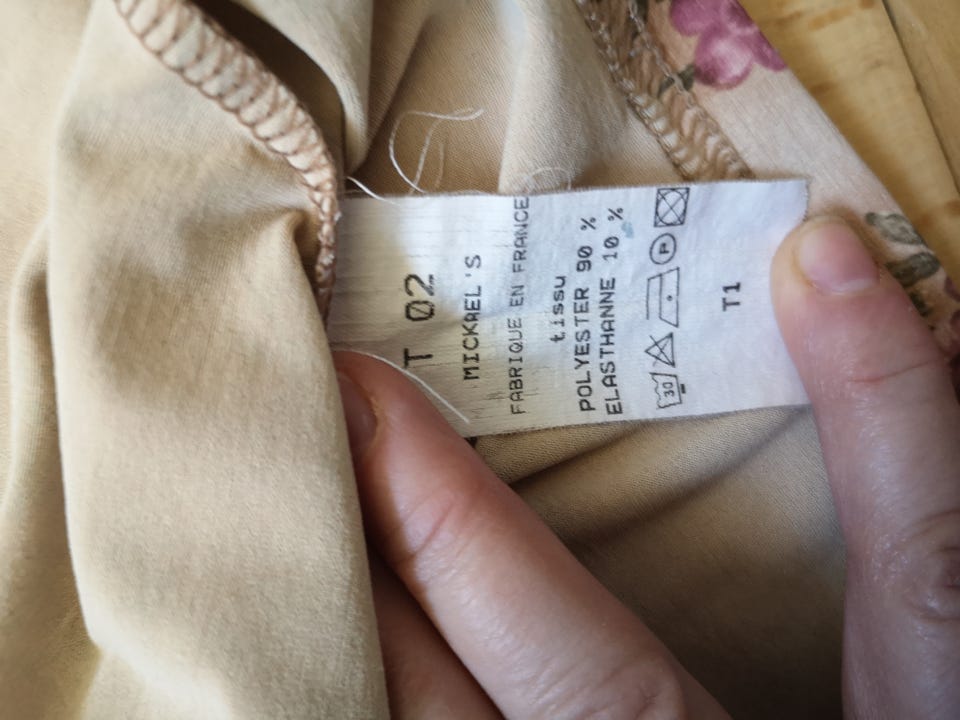 T 02
MICKAEL'S
FABRIQUE EN FRANCE
tissu
POLYESTER 90 %
ELASTHANNE 10 %
30 P
T1